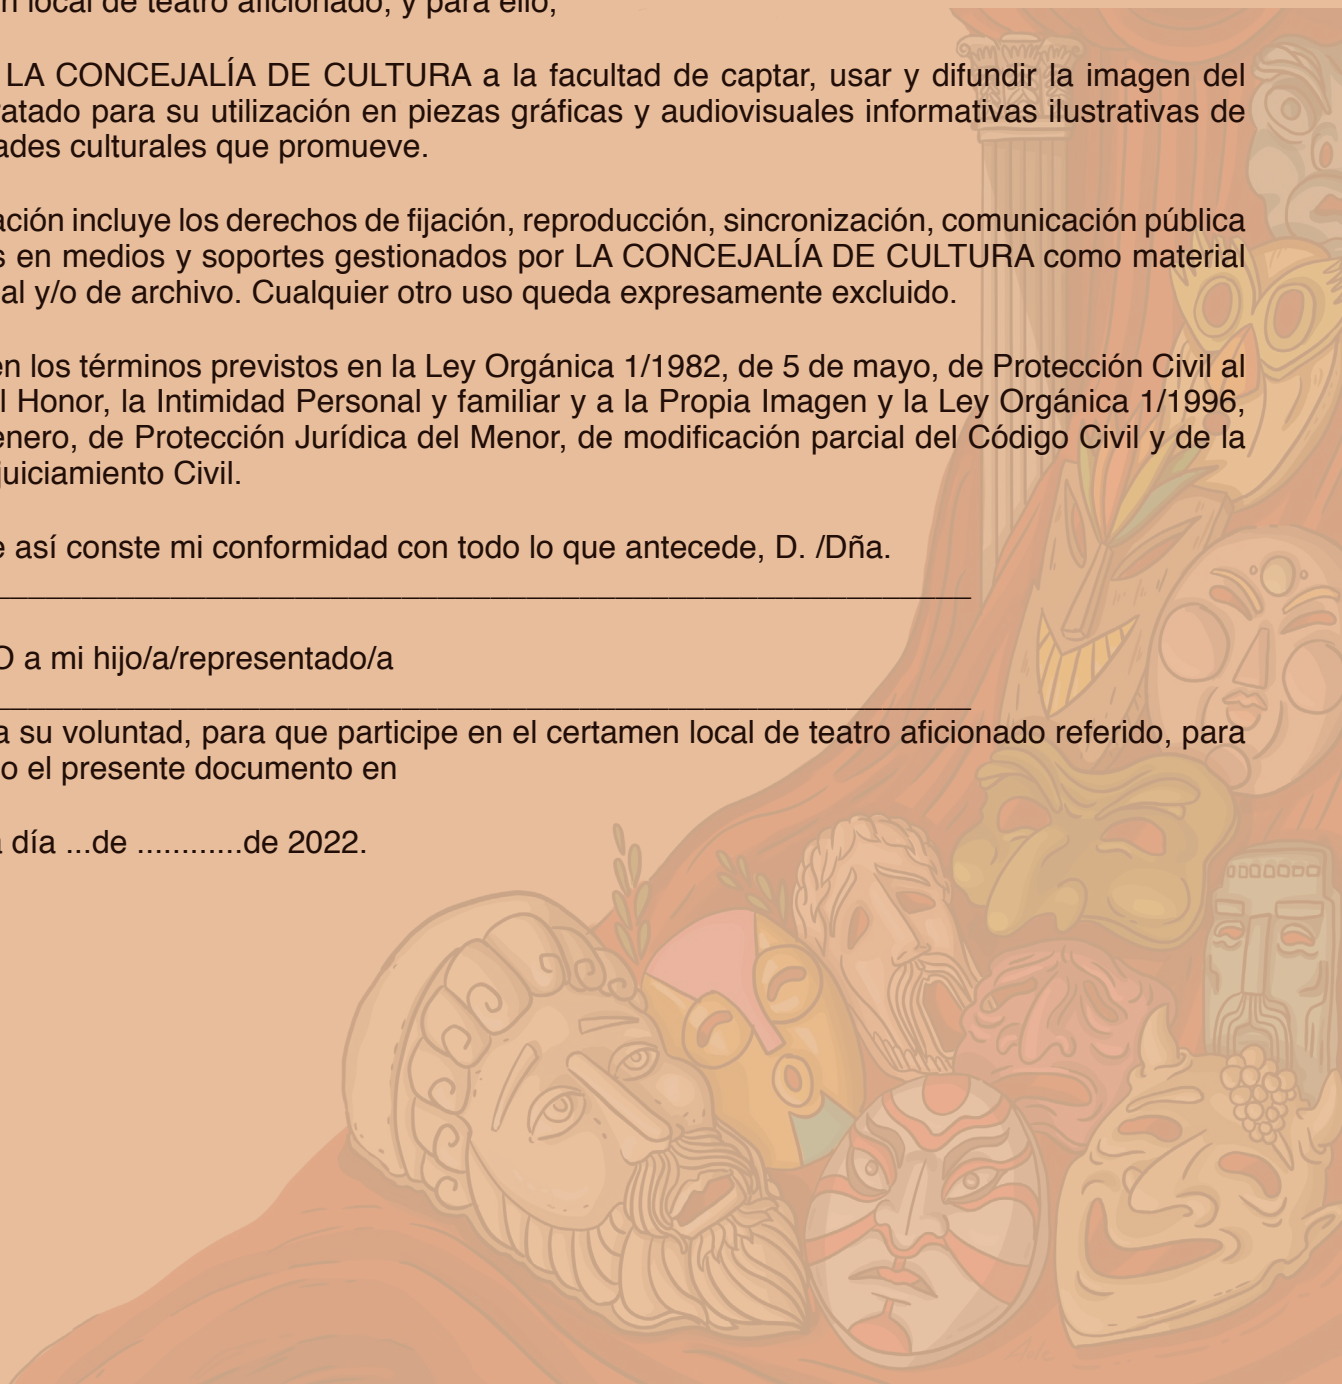 n local de teatro aficionado, y para ello,
LA CONCEJALÍA DE CULTURA a la facultad de captar, usar y difundir la imagen del
atado para su utilización en piezas gráficas y audiovisuales informativas ilustrativas de
ades culturales que promueve.
ación incluye los derechos de fijación, reproducción, sincronización, comunicación pública
s en medios y soportes gestionados por LA CONCEJALÍA DE CULTURA como material
al y/o de archivo. Cualquier otro uso queda expresamente excluido.
en los términos previstos en la Ley Orgánica 1/1982, de 5 de mayo, de Protección Civil al
l Honor, la Intimidad Personal y familiar y a la Propia Imagen y la Ley Orgánica 1/1996,
enero, de Protección Jurídica del Menor, de modificación parcial del Código Civil y de la
juiciamiento Civil.
e así conste mi conformidad con todo lo que antecede, D. /Dña.
O a mi hijo/a/representado/a
a su voluntad, para que participe en el certamen local de teatro aficionado referido, para
o el presente documento en
a día ...de ............de 2022.